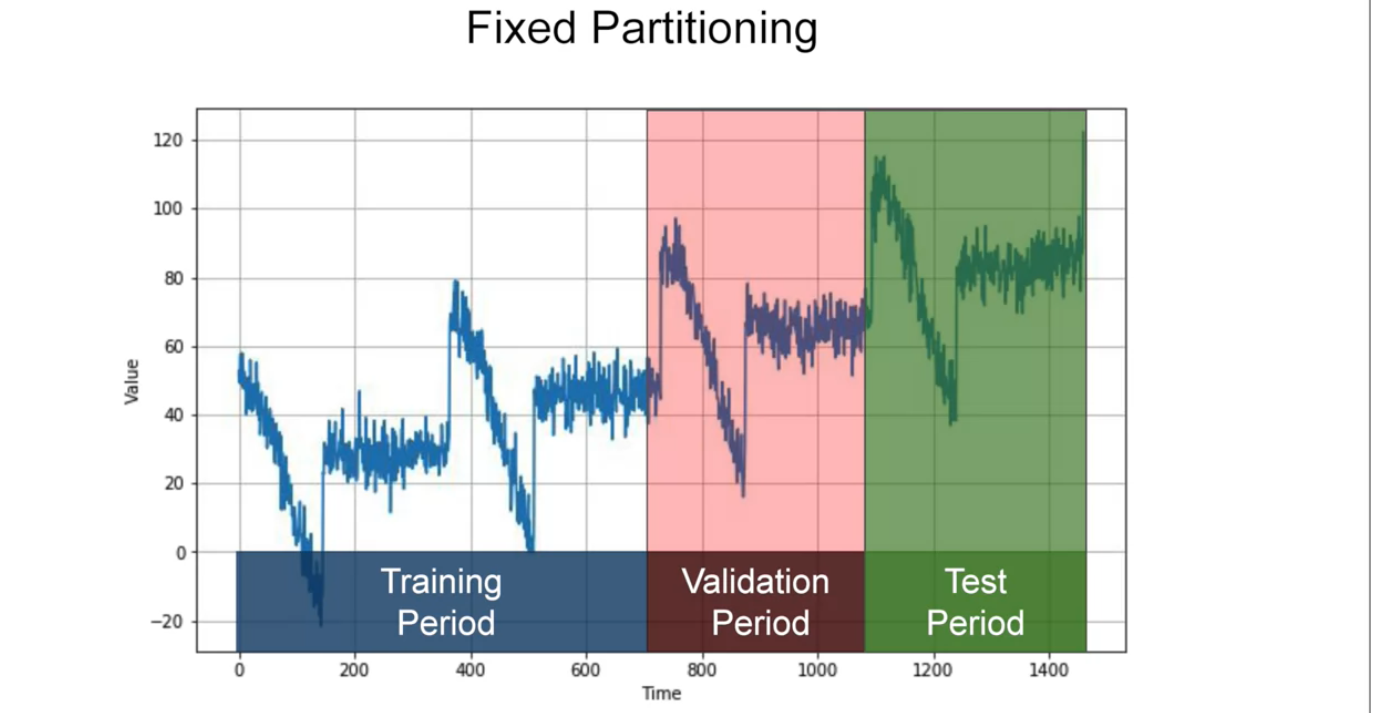 Fixed Partitioning
120
100
80
60
40
20
0
−20
Value
Training
Period
Validation
Period
Test
Period
0 200 400 600 800 1000 1200 1400
Time